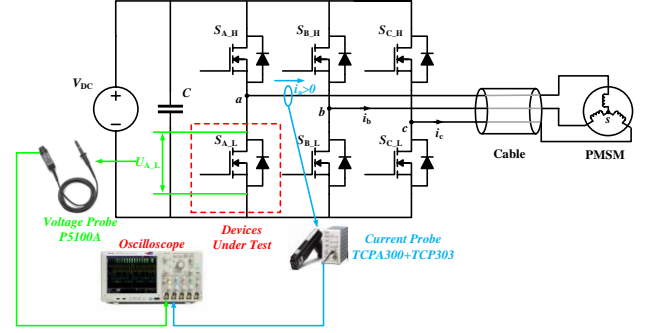 S_A_H
S_B_H
S_C_H
V_DC
C
i_a>0
a
b
i_b
c
i_c
S
Cable
PMSM
S_A_L
S_B_L
S_C_L
U_A_L
Voltage Probe
P5100A
Oscilloscope
Devices
Under Test
Current Probe
TCPA300+TCP303